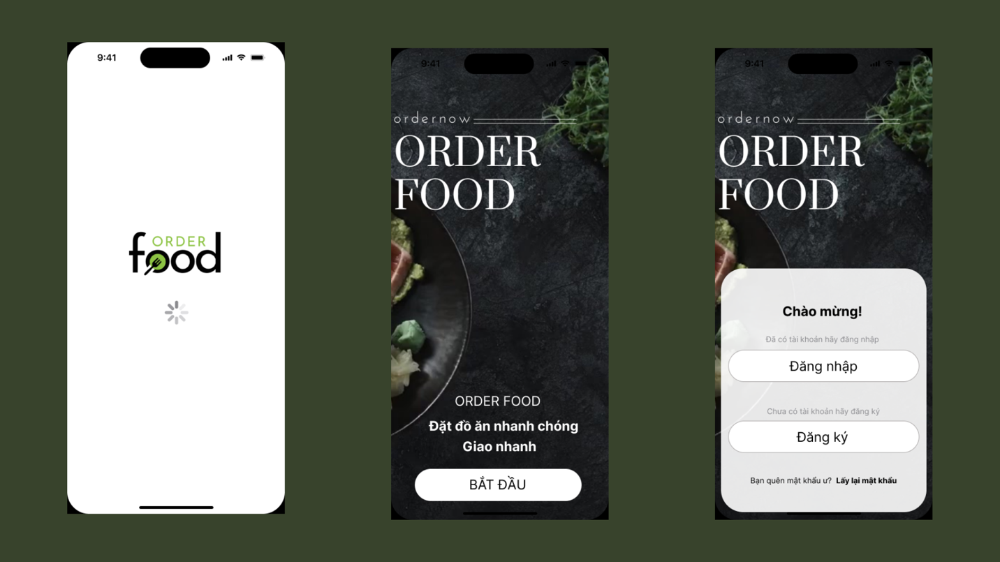 9:41
ORDER
food
9:41
ordernow
ORDER
FOOD
ORDER FOOD
Đặt đồ ăn nhanh chóng
Giao nhanh
BẮT ĐẦU
9:41
ordernow
ORDER
FOOD
Chào mừng!
Đã có tài khoản hãy đăng nhập
Đăng nhập
Chưa có tài khoản hãy đăng ký
Đăng ký
Bạn quên mật khẩu ư? Lấy lại mật khẩu